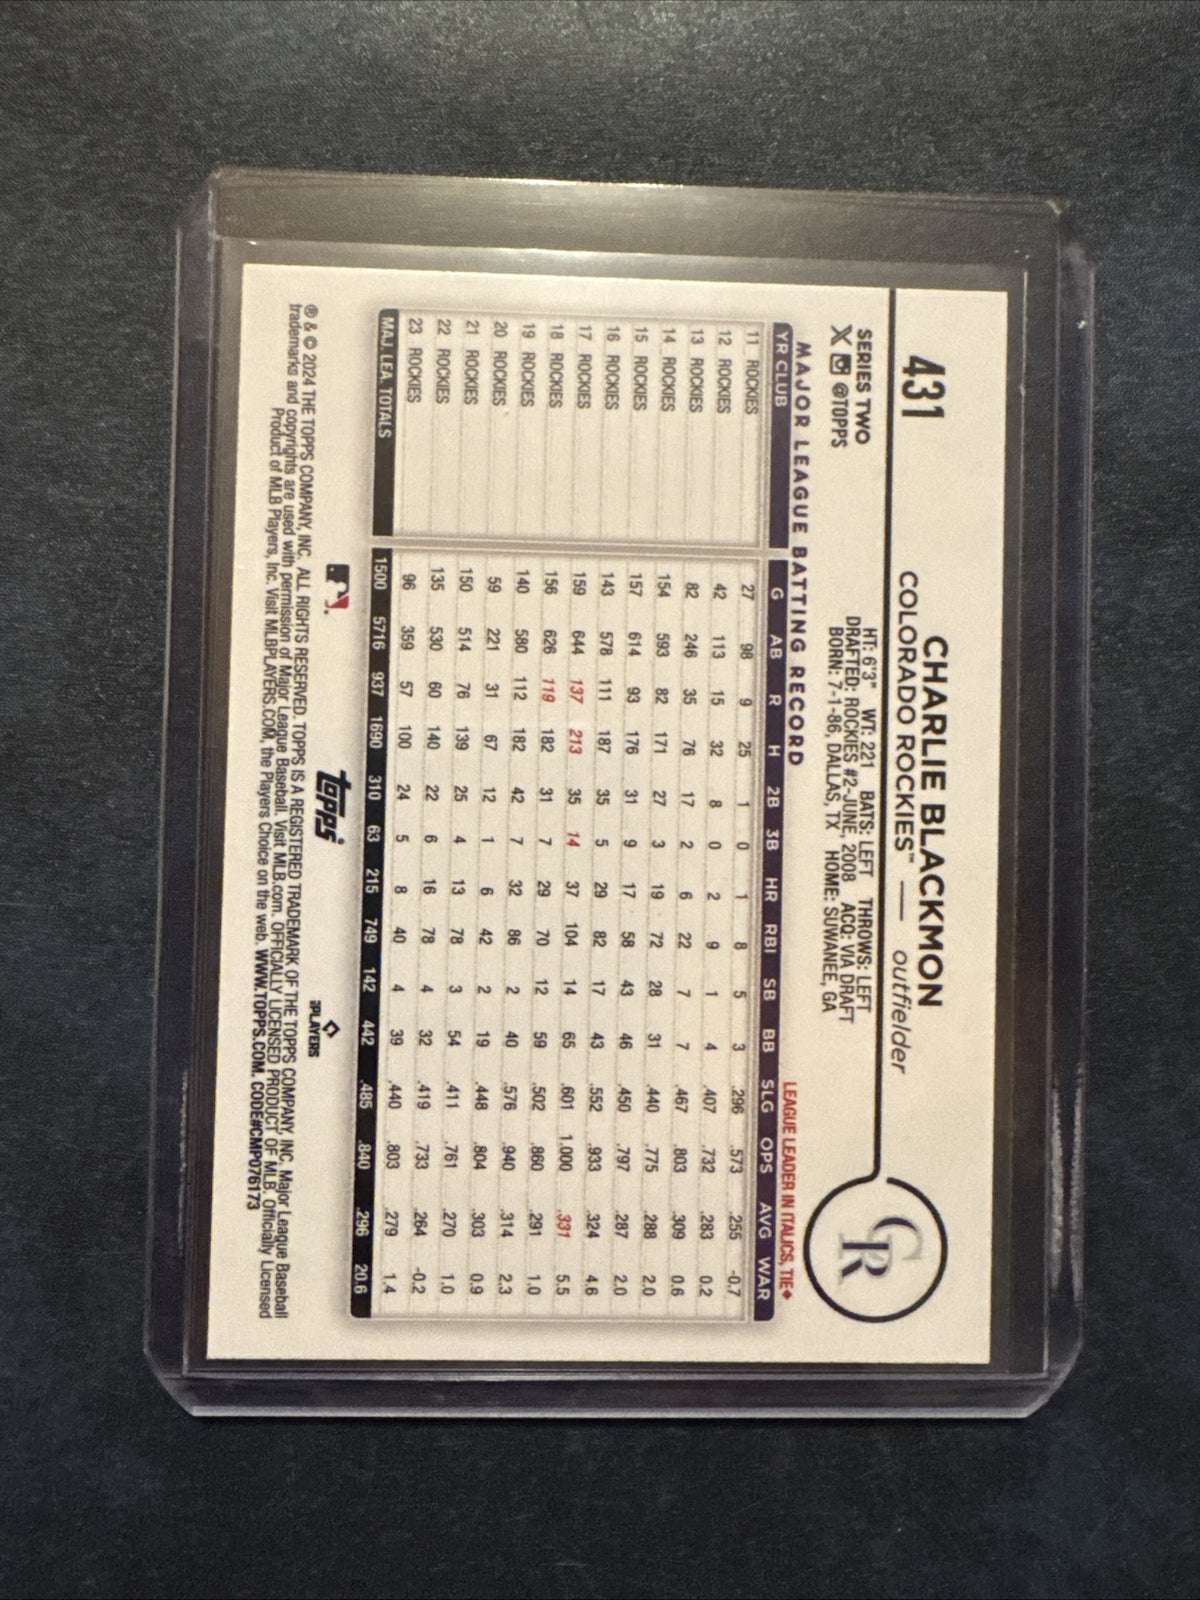 431
CHARLIE BLACKMON
COLORADO ROCKIES™ — outfielder
CR
SERIES TWO
X @TOPPS
HT: 6'3" WT: 221 BATS: LEFT THROWS: LEFT
DRAFTED: ROCKIES #2-JUNE, 2008 ACQ: VIA DRAFT
BORN: 7-1-86, DALLAS, TX HOME: SUWANEE, GA
MAJOR LEAGUE BATTING RECORD
LEAGUE LEADER IN ITALICS, TIE♦
YR CLUB G AB R H 2B 3B HR RBI SB BB SLG OPS AVG WAR
11 ROCKIES 27 98 9 25 1 0 1 8 5 3 .296 .573 .255 -0.7
12 ROCKIES 42 113 15 32 8 0 2 9 1 4 .407 .732 .283 0.2
13 ROCKIES 82 246 35 76 17 2 6 22 7 7 .467 .803 .309 0.6
14 ROCKIES 154 593 82 171 27 3 19 72 28 31 .440 .775 .288 2.0
15 ROCKIES 157 614 93 176 31 9 17 58 43 46 .450 .797 .287 2.0
16 ROCKIES 143 578 111 187 35 5 29 82 17 43 .552 .933 .324 4.6
17 ROCKIES 159 644 137 213 35 14 37 104 14 65 .601 1.000 .331 5.5
18 ROCKIES 156 626 119 182 31 7 29 70 12 59 .502 .860 .291 1.0
19 ROCKIES 140 580 112 182 42 7 32 86 2 40 .576 .940 .314 2.3
20 ROCKIES 59 221 31 67 12 1 6 42 2 19 .448 .804 .303 0.9
21 ROCKIES 150 514 76 139 25 4 13 78 3 54 .411 .761 .270 1.0
22 ROCKIES 135 530 60 140 22 6 16 78 4 32 .419 .733 .264 -0.2
23 ROCKIES 96 359 57 100 24 5 8 40 4 39 .440 .803 .279 1.4
MAJ. LEA. TOTALS 1500 5716 937 1690 310 63 215 749 142 442 .485 .840 .296 20.6
topps
PLAYERS
® & © 2024 THE TOPPS COMPANY, INC. ALL RIGHTS RESERVED. TOPPS IS A REGISTERED TRADEMARK OF THE TOPPS COMPANY, INC. Major League Baseball
trademarks and copyrights are used with permission of Major League Baseball. Visit MLB.com. OFFICIALLY LICENSED PRODUCT OF MLB. Officially Licensed
Product of MLB Players, Inc. Visit MLBPLAYERS.COM, the Players Choice on the web. WWW.TOPPS.COM. CODE#CMP076173